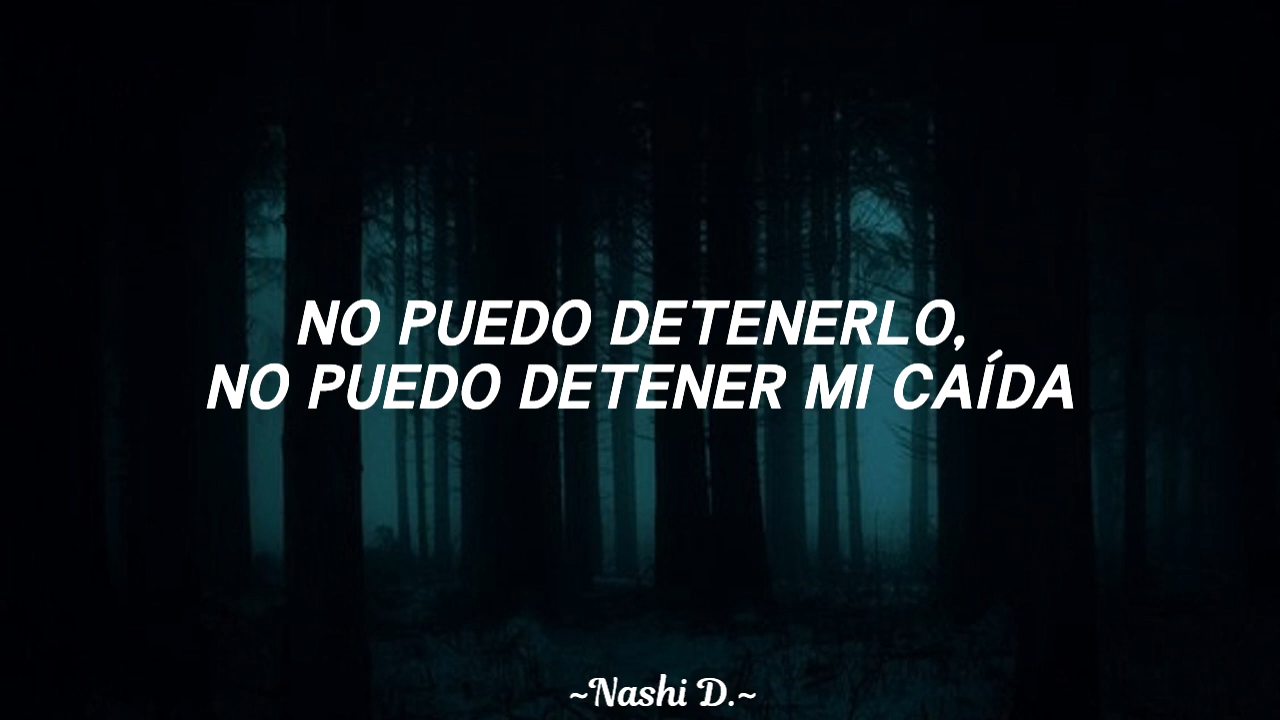 NO PUEDO DETENERLO,
NO PUEDO DETENER MI CAÍDA
~Nashi D.~